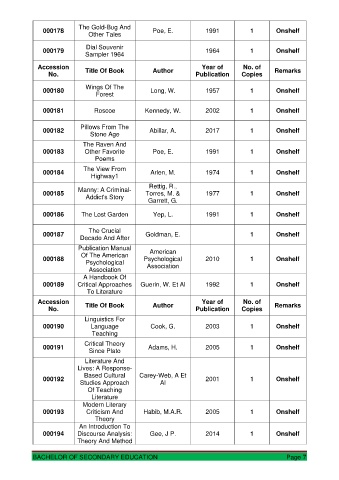 000178 The Gold-Bug And Other Tales Poe, E. 1991 1 Onshelf
000179 Dial Souvenir Sampler 1964 1964 1 Onshelf
Accession No. Title Of Book Author Year of Publication No. of Copies Remarks
000180 Wings Of The Forest Long, W. 1957 1 Onshelf
000181 Roscoe Kennedy, W. 2002 1 Onshelf
000182 Pillows From The Stone Age Abillar, A. 2017 1 Onshelf
000183 The Raven And Other Favorite Poems Poe, E. 1991 1 Onshelf
000184 The View From Highway1 Arlen, M. 1974 1 Onshelf
000185 Manny: A Criminal-Addict's Story Rettig, R., Torres, M. & Garrett, G. 1977 1 Onshelf
000186 The Lost Garden Yep, L. 1991 1 Onshelf
000187 The Crucial Decade And After Goldman, E. 1 Onshelf
000188 Publication Manual Of The American Psychological Association American Psychological Association 2010 1 Onshelf
000189 A Handbook Of Critical Approaches To Literature Guerin, W. Et Al 1992 1 Onshelf
Accession No. Title Of Book Author Year of Publication No. of Copies Remarks
000190 Linguistics For Language Teaching Cook, G. 2003 1 Onshelf
000191 Critical Theory Since Plato Adams, H. 2005 1 Onshelf
000192 Literature And Lives: A Response-Based Cultural Studies Approach Of Teaching Literature Carey-Web, A Et Al 2001 1 Onshelf
000193 Modern Literary Criticism And Theory Habib, M.A.R. 2005 1 Onshelf
000194 An Introduction To Discourse Analysis: Theory And Method Gee, J P. 2014 1 Onshelf
BACHELOR OF SECONDARY EDUCATION Page 7